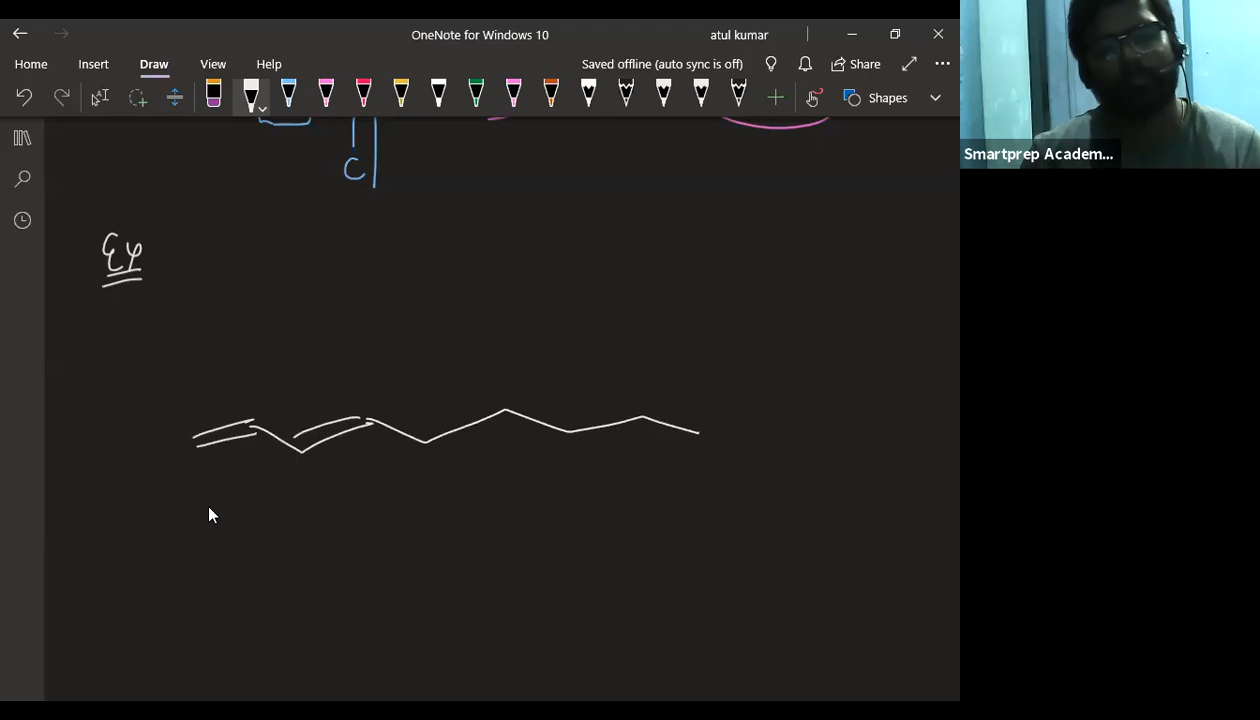 OneNote for Windows 10
atul kumar
Home
Insert
Draw
View
Help
Saved offline (auto sync is off)
Share
Shapes
Smartprep Academ...
C
Ex